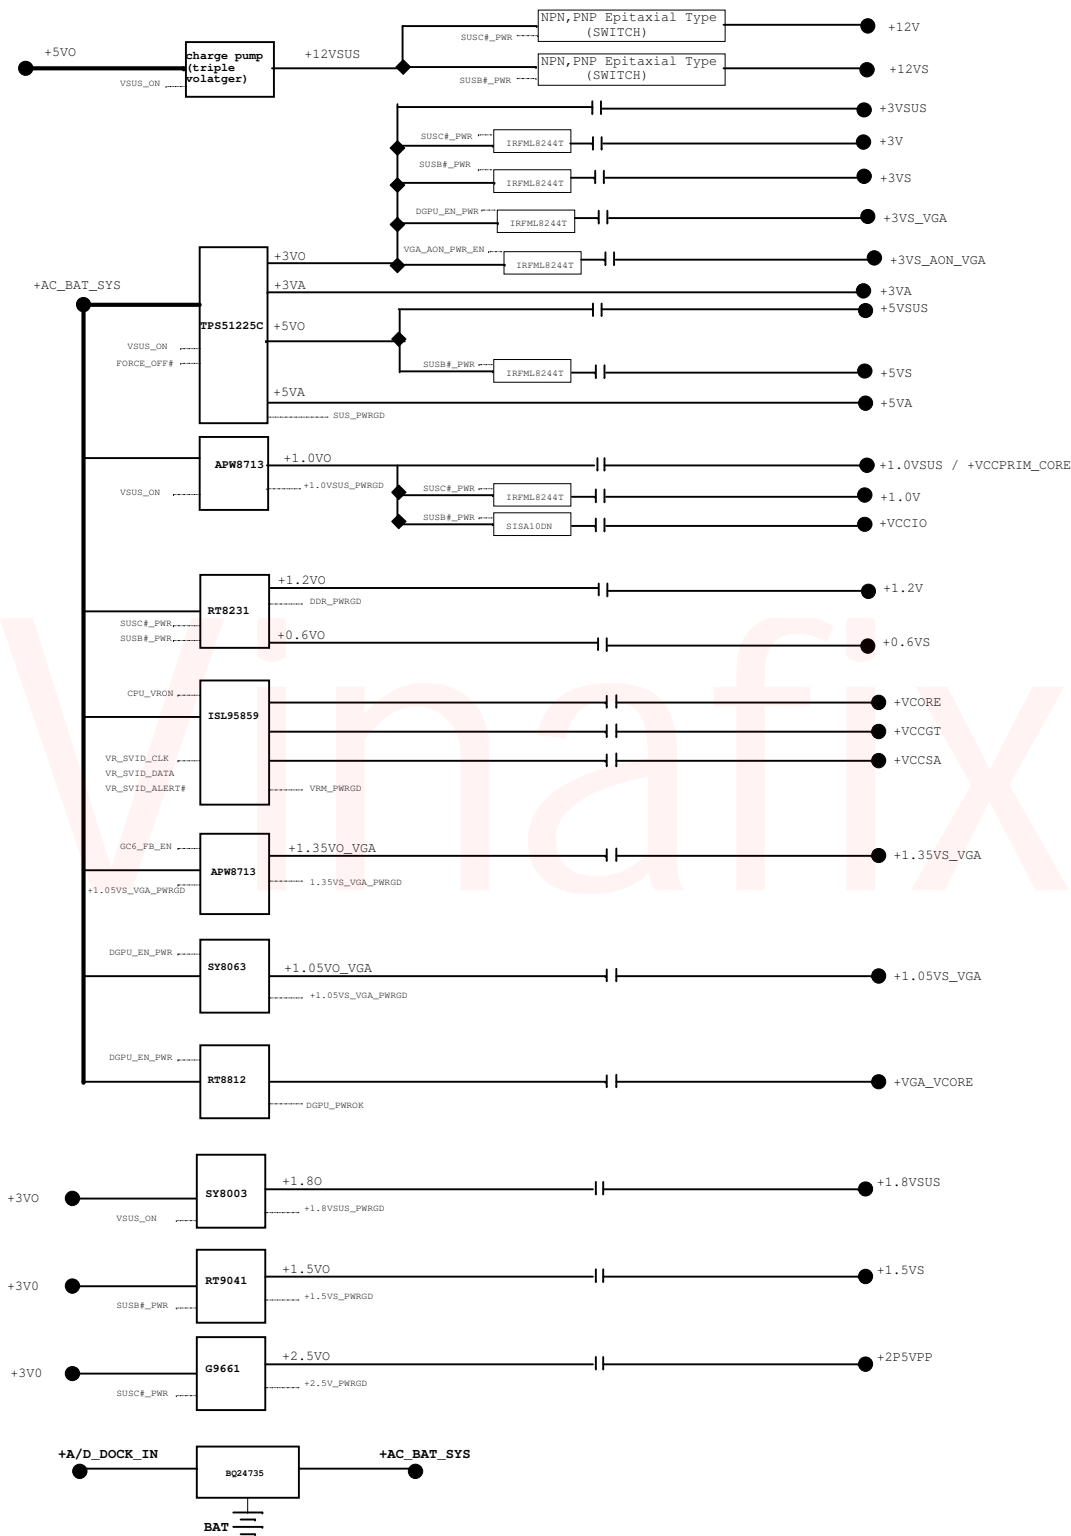 +5VO
charge pump
(triple
volatger)
VSUS_ON
+12VSUS
SUSC#_PWR
NPN,PNP Epitaxial Type
(SWITCH)
+12V
SUSB#_PWR
NPN,PNP Epitaxial Type
(SWITCH)
+12VS
+3VSUS
SUSC#_PWR
IRFML8244T
+3V
SUSB#_PWR
IRFML8244T
+3VS
DGPU_EN_PWR
IRFML8244T
+3VS_VGA
VGA_AON_PWR_EN
IRFML8244T
+3VS_AON_VGA
+AC_BAT_SYS
TPS51225C
VSUS_ON
FORCE_OFF#
+3VO
+3VA
+3VA
+5VO
+5VSUS
SUSB#_PWR
IRFML8244T
+5VS
+5VA
+5VA
SUS_PWRGD
APW8713
VSUS_ON
+1.0VO
+1.0VSUS_PWRGD
+1.0VSUS / +VCCPRIM_CORE
SUSC#_PWR
IRFML8244T
+1.0V
SUSB#_PWR
SISA10DN
+VCCIO
RT8231
SUSC#_PWR
SUSB#_PWR
+1.2VO
DDR_PWRGD
+1.2V
+0.6VO
+0.6VS
CPU_VRON
ISL95859
VR_SVID_CLK
VR_SVID_DATA
VR_SVID_ALERT#
VRM_PWRGD
+VCORE
+VCCGT
+VCCSA
GC6_FB_EN
APW8713
+1.05VS_VGA_PWRGD
+1.35VO_VGA
1.35VS_VGA_PWRGD
+1.35VS_VGA
DGPU_EN_PWR
SY8063
+1.05VO_VGA
+1.05VS_VGA_PWRGD
+1.05VS_VGA
DGPU_EN_PWR
RT8812
DGPU_PWROK
+VGA_VCORE
+3VO
SY8003
VSUS_ON
+1.8O
+1.8VSUS_PWRGD
+1.8VSUS
+3V0
RT9041
SUSB#_PWR
+1.5VO
+1.5VS_PWRGD
+1.5VS
+3V0
G9661
SUSC#_PWR
+2.5VO
+2.5V_PWRGD
+2P5VPP
+A/D_DOCK_IN
BQ24735
+AC_BAT_SYS
BAT
Vinafix